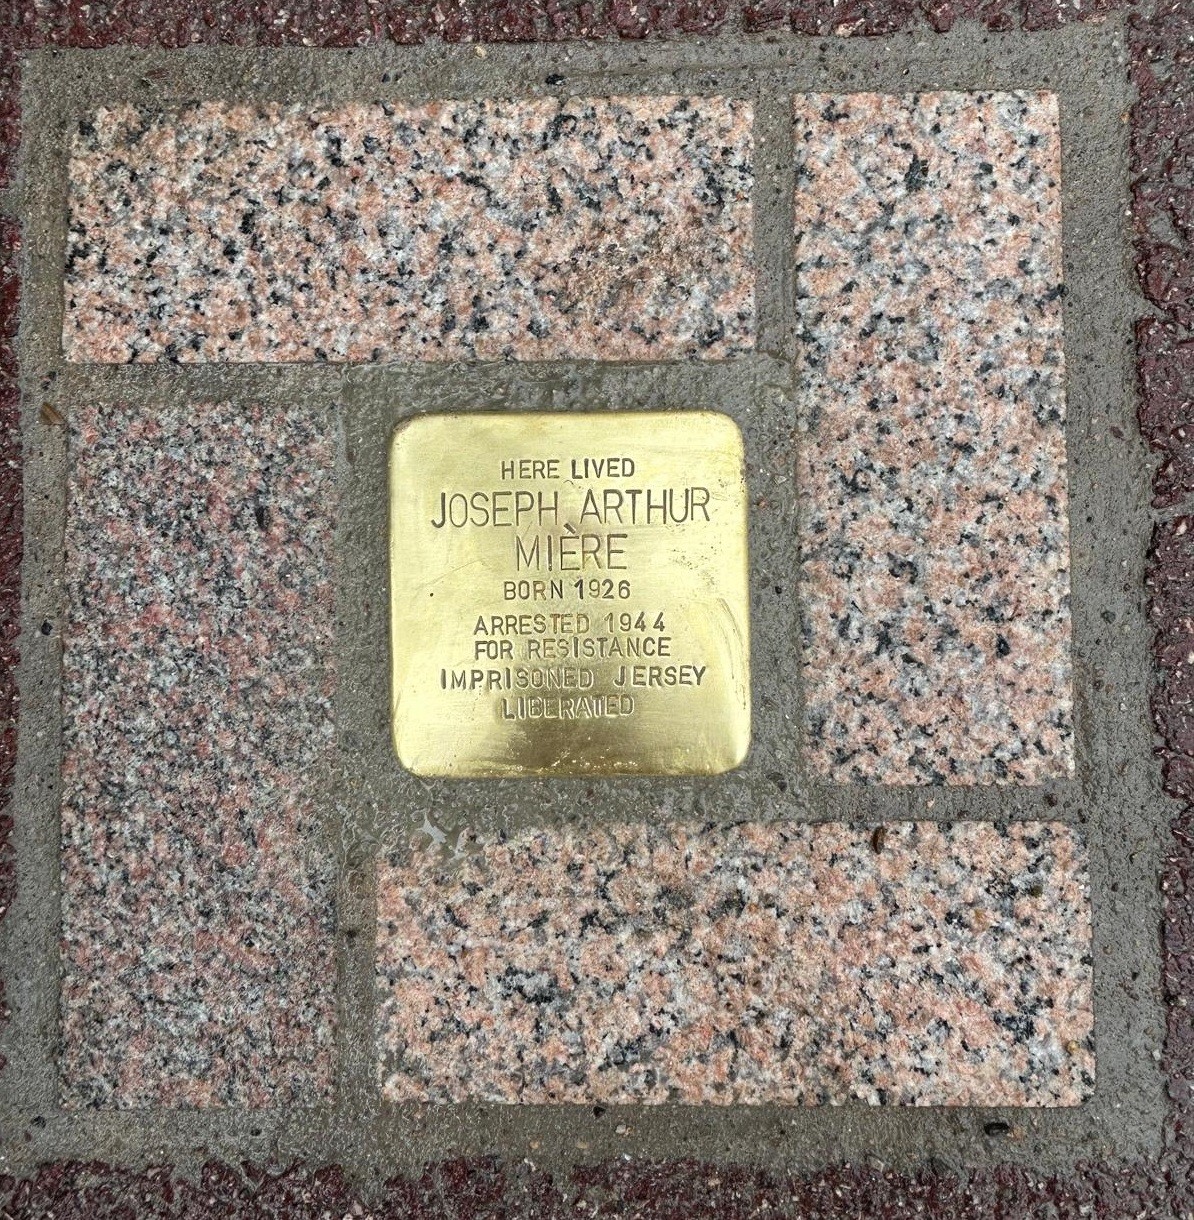 HERE LIVED
JOSEPH ARTHUR
MIÈRE
BORN 1926
ARRESTED 1944
FOR RESISTANCE
IMPRISONED JERSEY
LIBERATED